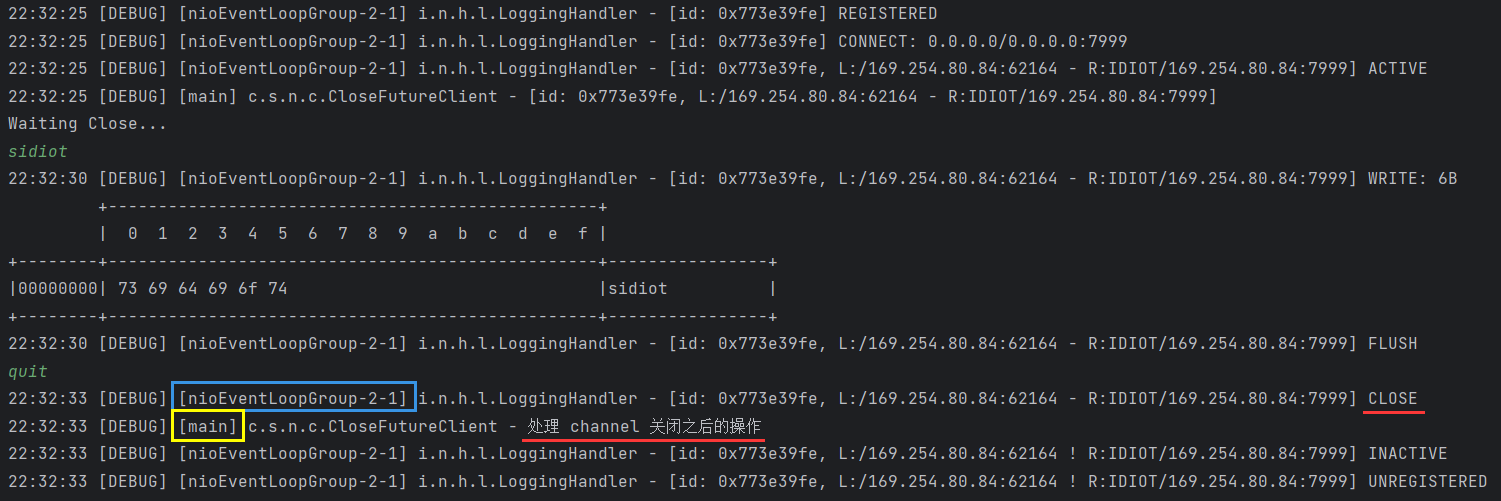 22:32:25 [DEBUG] [nioEventLoopGroup-2-1] i.n.h.l.LoggingHandler - [id: 0x773e39fe] REGISTERED
22:32:25 [DEBUG] [nioEventLoopGroup-2-1] i.n.h.l.LoggingHandler - [id: 0x773e39fe] CONNECT: 0.0.0.0/0.0.0.0:7999
22:32:25 [DEBUG] [nioEventLoopGroup-2-1] i.n.h.l.LoggingHandler - [id: 0x773e39fe, L:/169.254.80.84:62164 - R:IDIOT/169.254.80.84:7999] ACTIVE
22:32:25 [DEBUG] [main] c.s.n.c.CloseFutureClient - [id: 0x773e39fe, L:/169.254.80.84:62164 - R:IDIOT/169.254.80.84:7999]
Waiting Close...
sidiot
22:32:30 [DEBUG] [nioEventLoopGroup-2-1] i.n.h.l.LoggingHandler - [id: 0x773e39fe, L:/169.254.80.84:62164 - R:IDIOT/169.254.80.84:7999] WRITE: 6B
         +-------------------------------------------------+
         |  0  1  2  3  4  5  6  7  8  9  a  b  c  d  e  f |
+--------+-------------------------------------------------+----------------+
|00000000| 73 69 64 69 6f 74                               |sidiot          |
+--------+-------------------------------------------------+----------------+
22:32:30 [DEBUG] [nioEventLoopGroup-2-1] i.n.h.l.LoggingHandler - [id: 0x773e39fe, L:/169.254.80.84:62164 - R:IDIOT/169.254.80.84:7999] FLUSH
quit
22:32:33 [DEBUG] [nioEventLoopGroup-2-1] i.n.h.l.LoggingHandler - [id: 0x773e39fe, L:/169.254.80.84:62164 - R:IDIOT/169.254.80.84:7999] CLOSE
22:32:33 [DEBUG] [main] c.s.n.c.CloseFutureClient - 处理 channel 关闭之后的操作
22:32:33 [DEBUG] [nioEventLoopGroup-2-1] i.n.h.l.LoggingHandler - [id: 0x773e39fe, L:/169.254.80.84:62164 ! R:IDIOT/169.254.80.84:7999] INACTIVE
22:32:33 [DEBUG] [nioEventLoopGroup-2-1] i.n.h.l.LoggingHandler - [id: 0x773e39fe, L:/169.254.80.84:62164 ! R:IDIOT/169.254.80.84:7999] UNREGISTERED